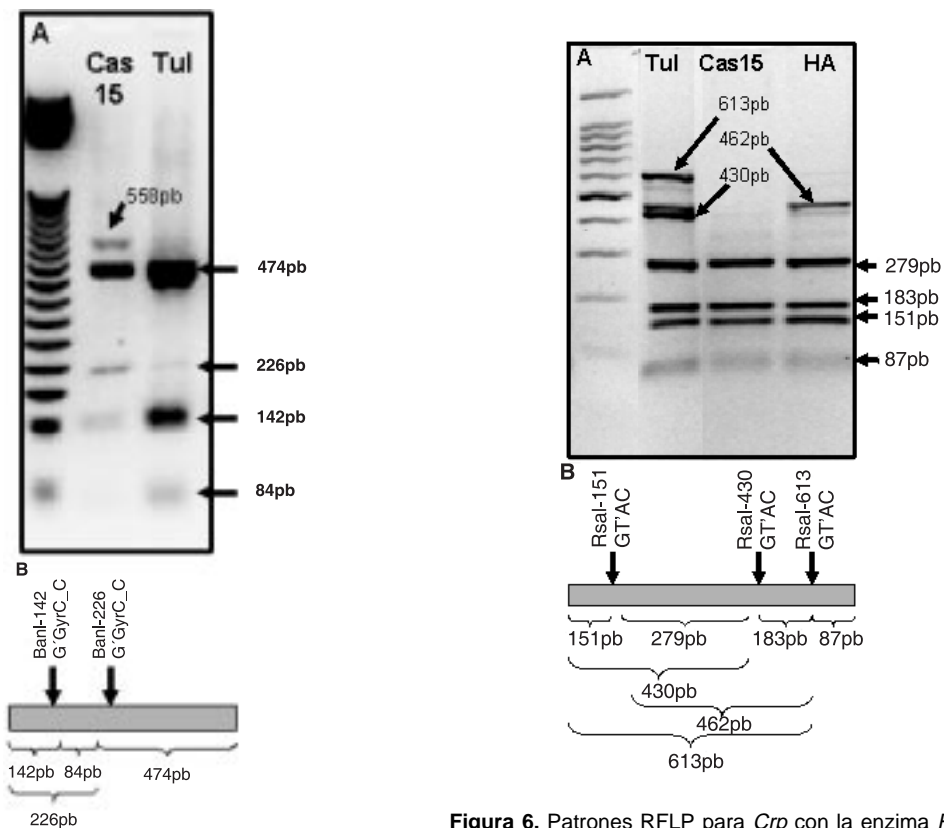 A
Cas Tul
15
558pb
474pb
226pb
142pb
84pb
B
BanI-142
G´GyrC_C
BanI-226
G´GyrC_C
142pb 84pb 474pb
226pb
A
Tul Cas15 HA
613pb
462pb
430pb
279pb
183pb
151pb
87pb
B
RsaI-151
GT'AC
RsaI-430
GT'AC
RsaI-613
GT'AC
151pb 279pb 183pb 87pb
430pb
462pb
613pb
Figura 6. Patrones RFLP para Crp con la enzima